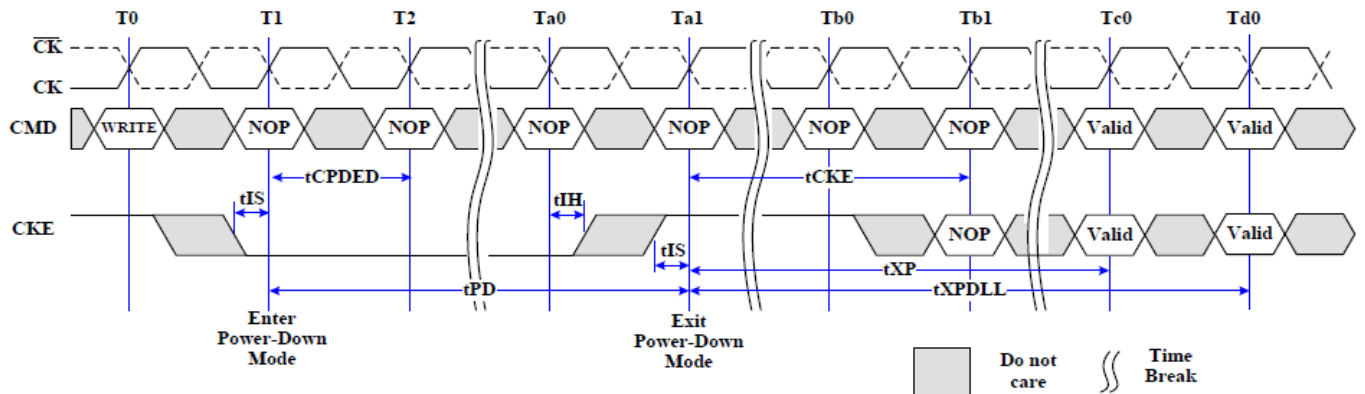 T0 T1 T2 Ta0 Ta1 Tb0 Tb1 Tc0 Td0
CK
CK
CMD WRITE NOP NOP NOP NOP NOP NOP Valid Valid
tCPDED tCKE
tIS tIH
CKE NOP Valid Valid
tIS
tXP
tPD tXPDLL
Enter
Power-Down
Mode
Exit
Power-Down
Mode
Do not
care
Time
Break